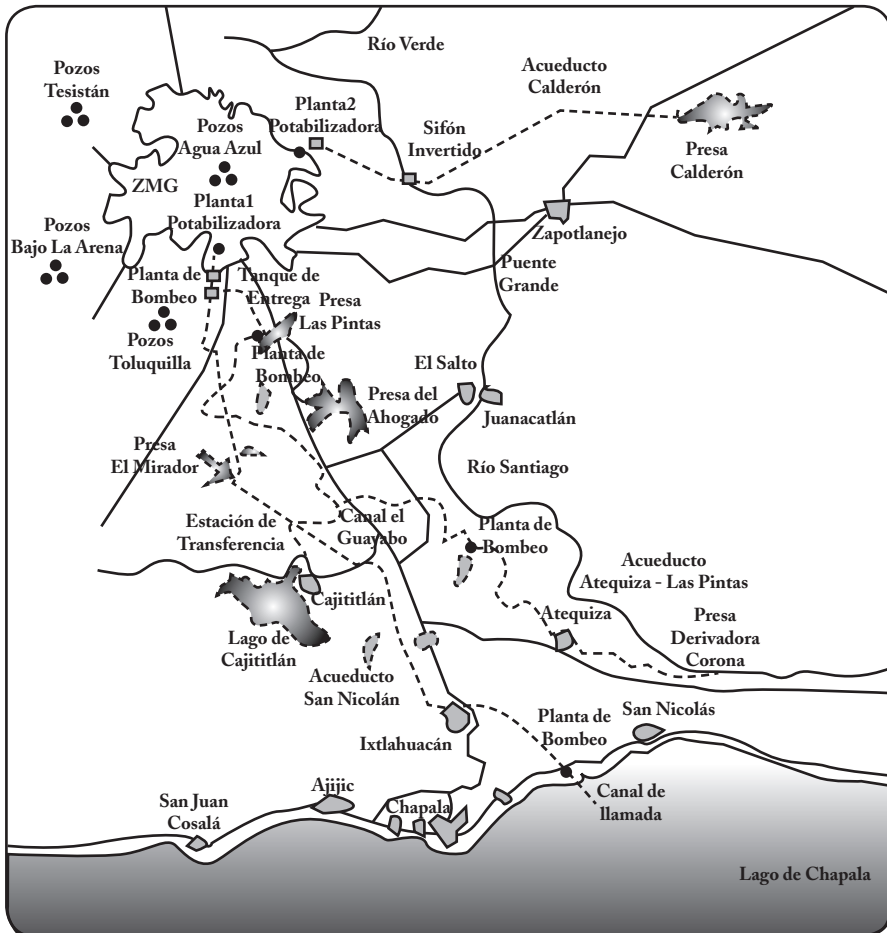 Río Verde
Acueducto
Calderón
Pozos
Tesistán
Planta2
Potabilizadora
Pozos
Agua Azul
Sifón
Invertido
Presa
Calderón
ZMG
Planta1
Potabilizadora
Pozos
Bajo La Arena
Zapotlanejo
Puente
Grande
Planta de
Bombeo
Tanque de
Entrega
Presa
Las Pintas
Pozos
Toluquilla
Planta de
Bombeo
El Salto
Presa del
Ahogado
Juanacatlán
Presa
El Mirador
Río Santiago
Estación de
Transferencia
Canal el
Guayabo
Planta de
Bombeo
Acueducto
Atequiza - Las Pintas
Cajititlán
Atequiza
Presa
Derivadora
Corona
Lago de
Cajititlán
Acueducto
San Nicolán
Ixtlahuacán
Planta de
Bombeo
San Nicolás
Ajijic
Chapala
Canal de
llamada
San Juan
Cosalá
Lago de Chapala